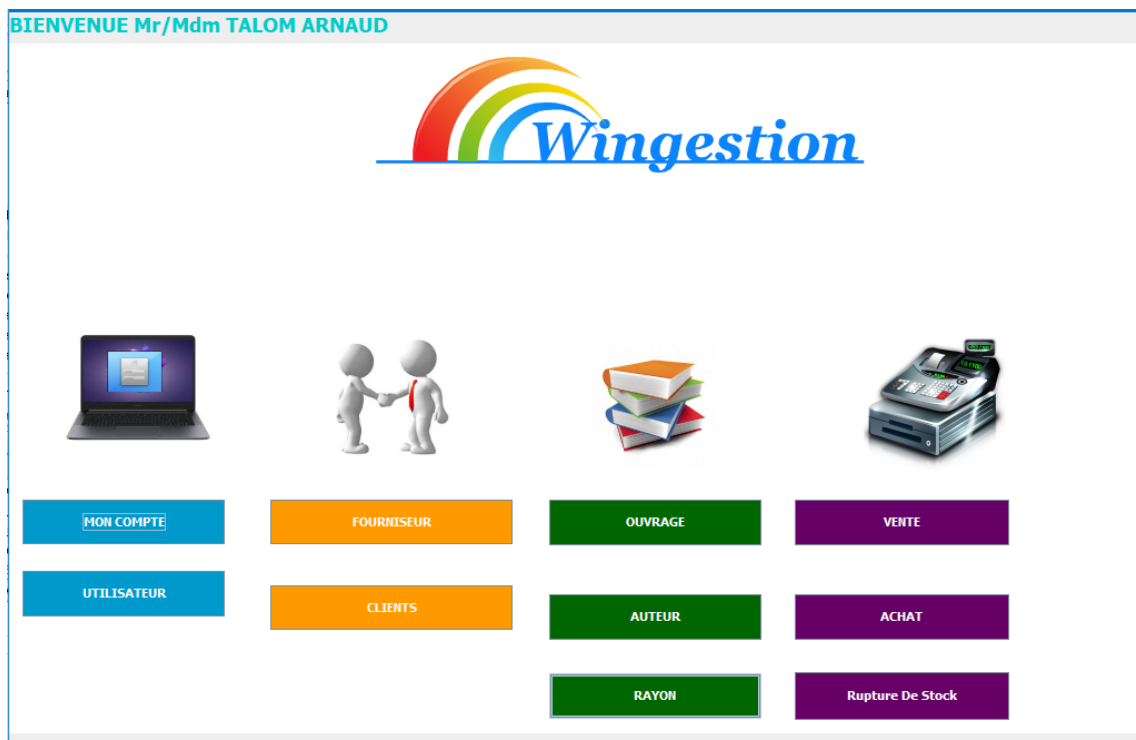 BIENVENUE Mr/Mdm TALOM ARNAUD
Wingestion
MON COMPTE
FOURNISEUR
OUVRAGE
VENTE
UTILISATEUR
CLIENTS
AUTEUR
ACHAT
RAYON
Rupture De Stock